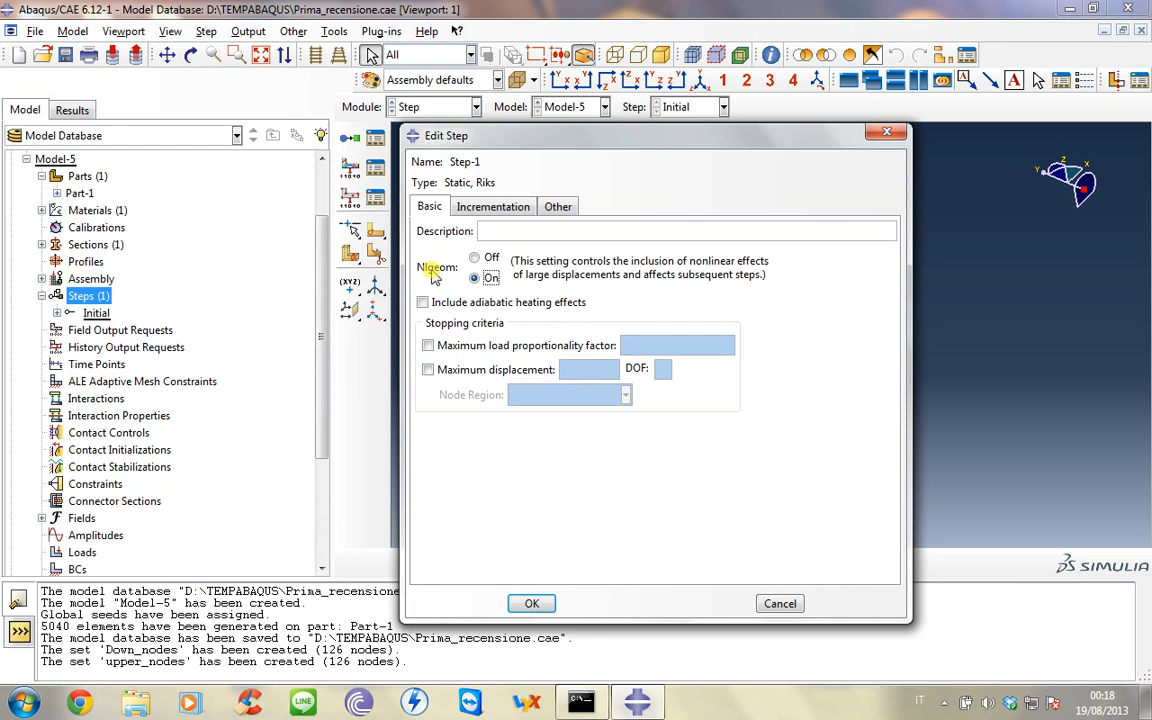 Abaqus/CAE 6.12-1 - Model Database: D:\TEMPABAQUS\Prima_recensione.cae [Viewport: 1]
File Model Viewport View Step Output Other Tools Plug-ins Help
All
Assembly defaults
1 2 3 4
Model Results
Module: Step Model: Model-5 Step: Initial
Model Database
Model-5
Parts (1)
Part-1
Materials (1)
Calibrations
Sections (1)
Profiles
Assembly
Steps (1)
Initial
Field Output Requests
History Output Requests
Time Points
ALE Adaptive Mesh Constraints
Interactions
Interaction Properties
Contact Controls
Contact Initializations
Contact Stabilizations
Constraints
Connector Sections
Fields
Amplitudes
Loads
BCs
Edit Step
Name: Step-1
Type: Static, Riks
Basic Incrementation Other
Description:
Nlgeom:
Off
On
(This setting controls the inclusion of nonlinear effects
of large displacements and affects subsequent steps.)
Include adiabatic heating effects
Stopping criteria
Maximum load proportionality factor:
Maximum displacement: DOF:
Node Region:
OK Cancel
Z
Y X
SIMULIA
The model database "D:\TEMPABAQUS\Prima_recensione
The model "Model-5" has been created.
Global seeds have been assigned.
5040 elements have been generated on part: Part-1
The model database has been saved to "D:\TEMPABAQUS\Prima_recensione.cae".
The set 'Down_nodes' has been created (126 nodes).
The set 'upper_nodes' has been created (126 nodes).
LINE
IT
00:18
19/08/2013